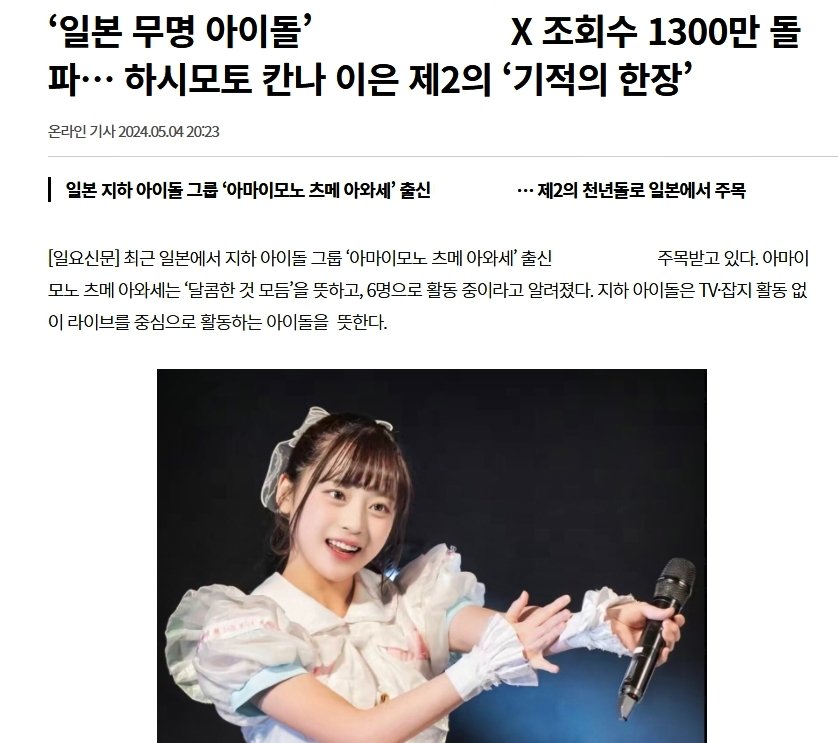 ‘일본 무명 아이돌’ X 조회수 1300만 돌
파… 하시모토 칸나 이은 제2의 ‘기적의 한장’
온라인 기사 2024.05.04 20:23
일본 지하 아이돌 그룹 ‘아마이모노 츠메 아와세’ 출신 … 제2의 천년돌로 일본에서 주목
[일요신문] 최근 일본에서 지하 아이돌 그룹 ‘아마이모노 츠메 아와세’ 출신 주목받고 있다. 아마이
모노 츠메 아와세는 ‘달콤한 것 모듬’을 뜻하고, 6명으로 활동 중이라고 알려졌다. 지하 아이돌은 TV·잡지 활동 없
이 라이브를 중심으로 활동하는 아이돌을 뜻한다.